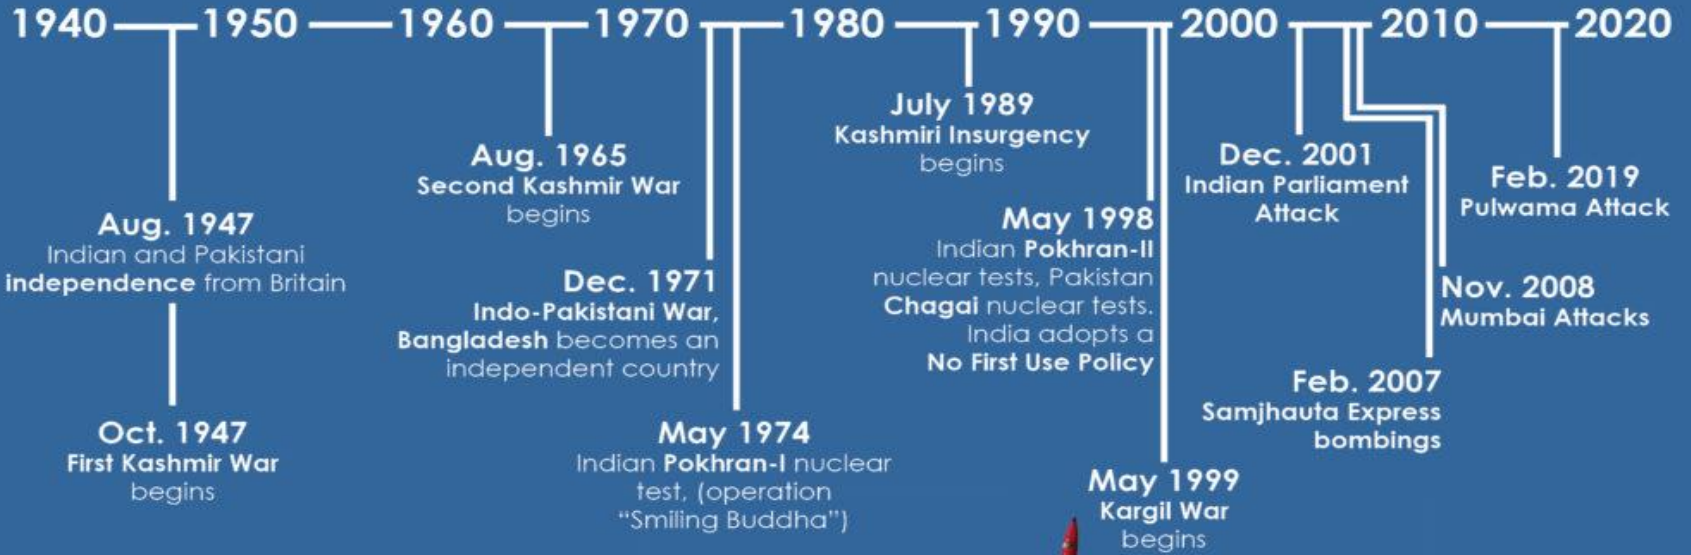 1940 1950 1960 1970 1980 1990 2000 2010 2020
Aug. 1947
Indian and Pakistani
independence from Britain
Oct. 1947
First Kashmir War
begins
Aug. 1965
Second Kashmir War
begins
Dec. 1971
Indo-Pakistani War,
Bangladesh becomes an
independent country
May 1974
Indian Pokhran-I nuclear
test, (operation
“Smiling Buddha”)
July 1989
Kashmiri Insurgency
begins
May 1998
Indian Pokhran-II
nuclear tests, Pakistan
Chagai nuclear tests.
India adopts a
No First Use Policy
May 1999
Kargil War
begins
Dec. 2001
Indian Parliament
Attack
Feb. 2007
Samjhauta Express
bombings
Nov. 2008
Mumbai Attacks
Feb. 2019
Pulwama Attack